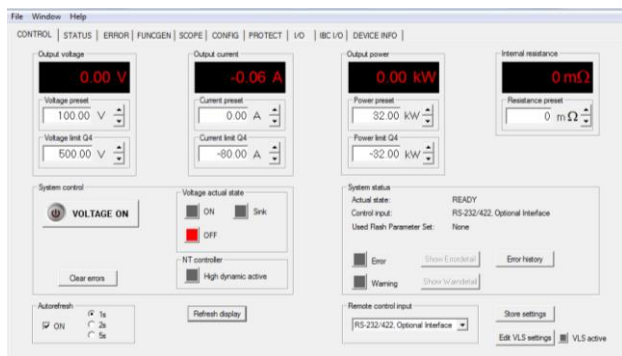 File Window Help
CONTROL STATUS ERROR FUNCGEN SCOPE CONFIG PROTECT I/O IBC I/O DEVICE INFO
Output voltage Output current Output power Internal resistance
0.00 V -0.06 A 0.00 kW 0 mΩ
Voltage preset Current preset Power preset Resistance preset
100.00 V 0.00 A 32.00 kW 0 mΩ
Voltage limit Q4 Current limit Q4 Power limit Q4
500.00 V -80.00 A -32.00 kW
System control Voltage actual state System status
Actual state: READY
VOLTAGE ON ON Sink Control input: RS-232/422, Optional Interface
OFF Used Flash Parameter Set: None
NT controller Error Show Errordetail Error history
Clear errors High dynamic active Warning Show Warndetail
Autorefresh Refresh display Remote control input Store settings
ON 1s
2s RS-232/422, Optional Interface
5s Edit VLS settings VLS active